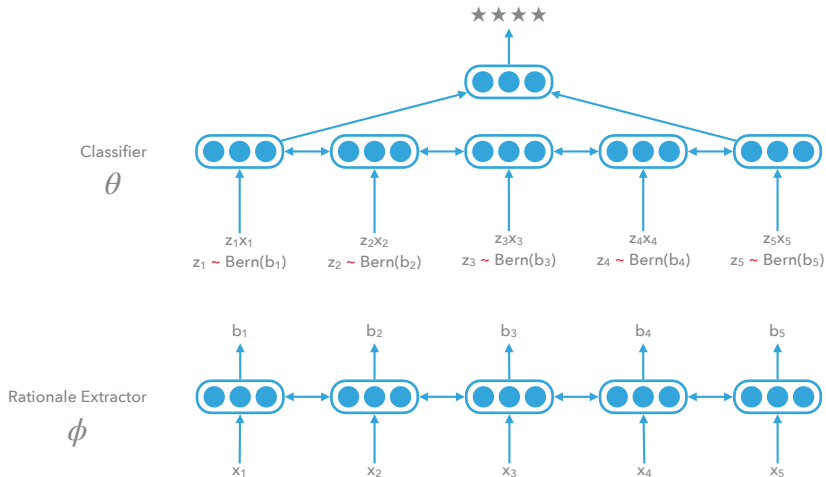 ★★★★
Classifier
θ
z₁x₁ z₂x₂ z₃x₃ z₄x₄ z₅x₅
z₁ ~ Bern(b₁) z₂ ~ Bern(b₂) z₃ ~ Bern(b₃) z₄ ~ Bern(b₄) z₅ ~ Bern(b₅)
b₁ b₂ b₃ b₄ b₅
Rationale Extractor
ϕ
x₁ x₂ x₃ x₄ x₅